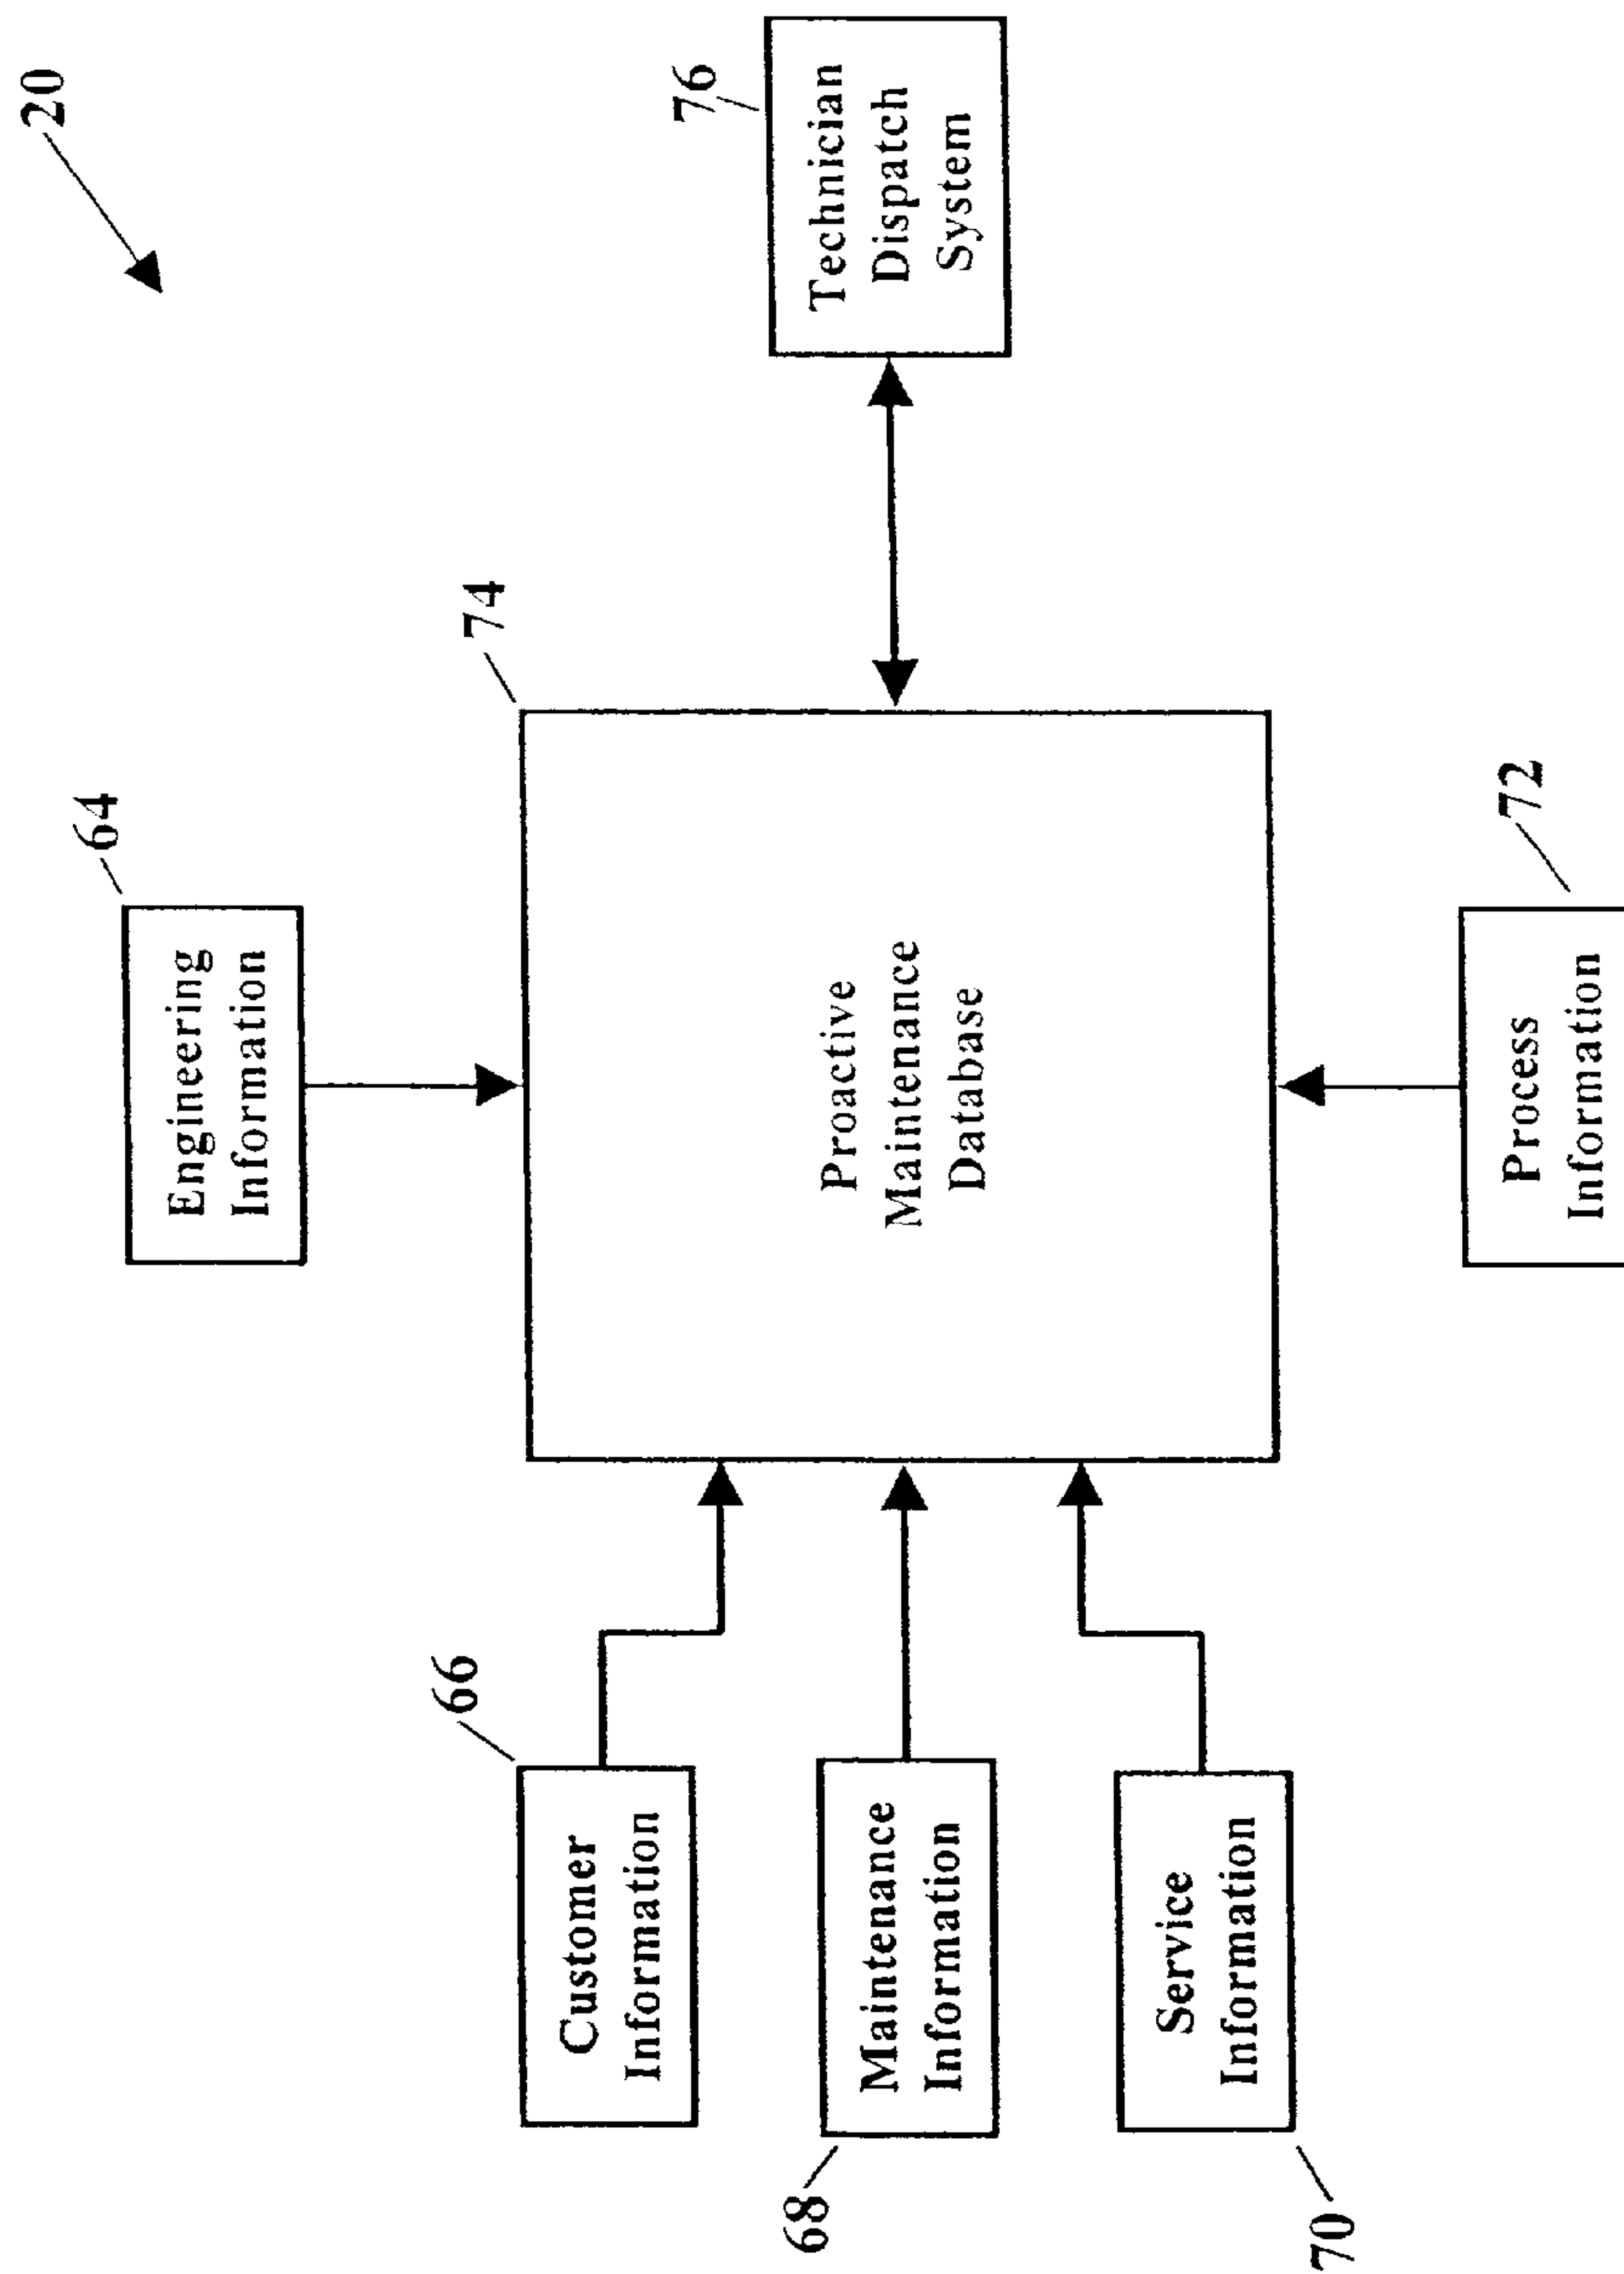 20
64
Engineering
Information
66
Customer
Information
74
Proactive
Maintenance
Database
76
Technician
Dispatch
System
68
Maintenance
Information
70
Service
Information
72
Process
Information